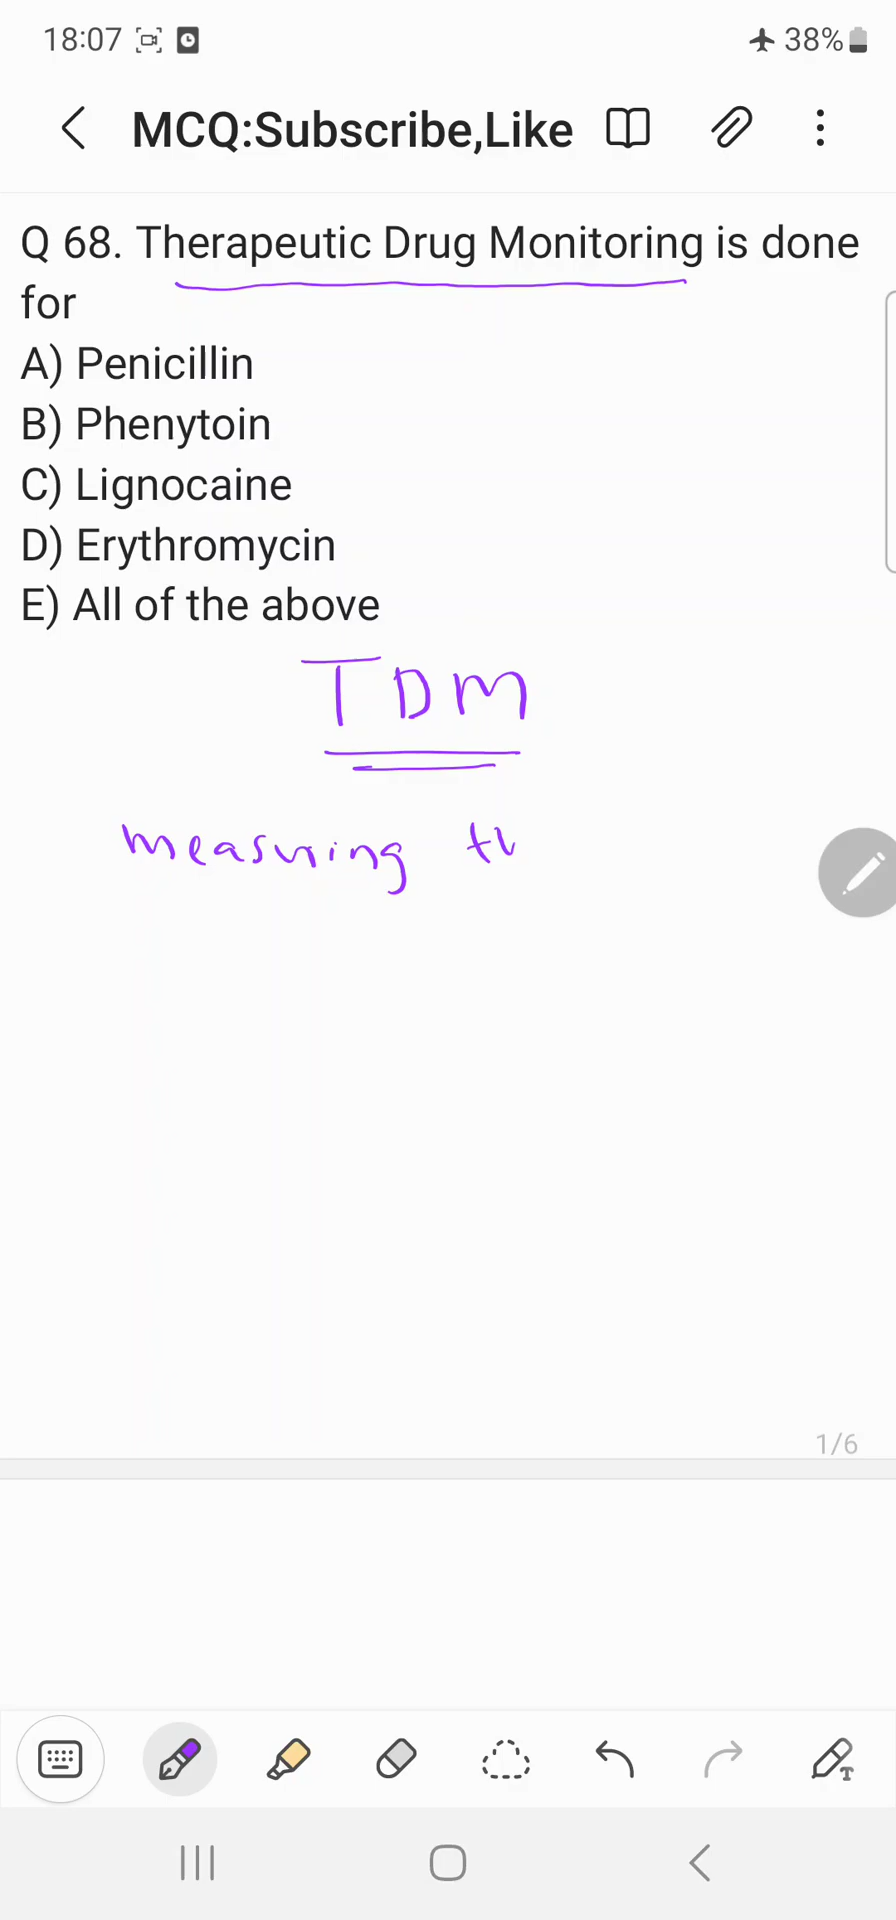 18:07 38%
MCQ:Subscribe,Like
Q 68. Therapeutic Drug Monitoring is done
for
A) Penicillin
B) Phenytoin
C) Lignocaine
D) Erythromycin
E) All of the above
TDM
measuring
1/6